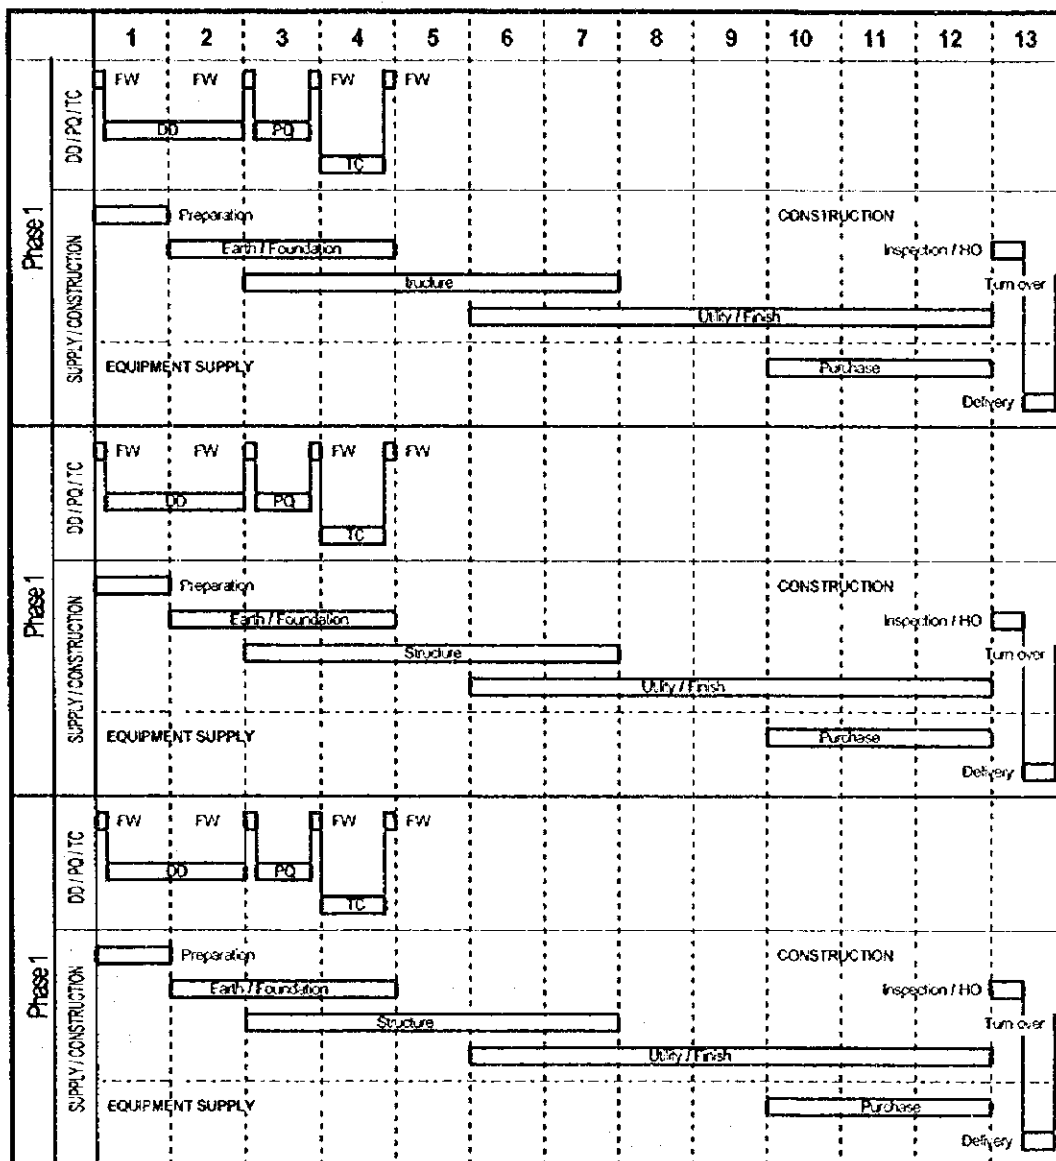 1 2 3 4 5 6 7 8 9 10 11 12 13
Phase 1
DD / PQ / TC
FW FW FW FW
DD PQ
TC
SUPPLY / CONSTRUCTION
Preparation CONSTRUCTION
Earth / Foundation Inspection / HO
tructure Turn over
Utility / Finish
EQUIPMENT SUPPLY Purchase
Delivery
Phase 1
DD / PQ / TC
FW FW FW FW
DD PQ
TC
SUPPLY / CONSTRUCTION
Preparation CONSTRUCTION
Earth / Foundation Inspection / HO
Structure Turn over
Utility / Finish
EQUIPMENT SUPPLY Purchase
Delivery
Phase 1
DD / PQ / TC
FW FW FW FW
DD PQ
TC
SUPPLY / CONSTRUCTION
Preparation CONSTRUCTION
Earth / Foundation Inspection / HO
Structure Turn over
Utility / Finish
EQUIPMENT SUPPLY Purchase
Delivery